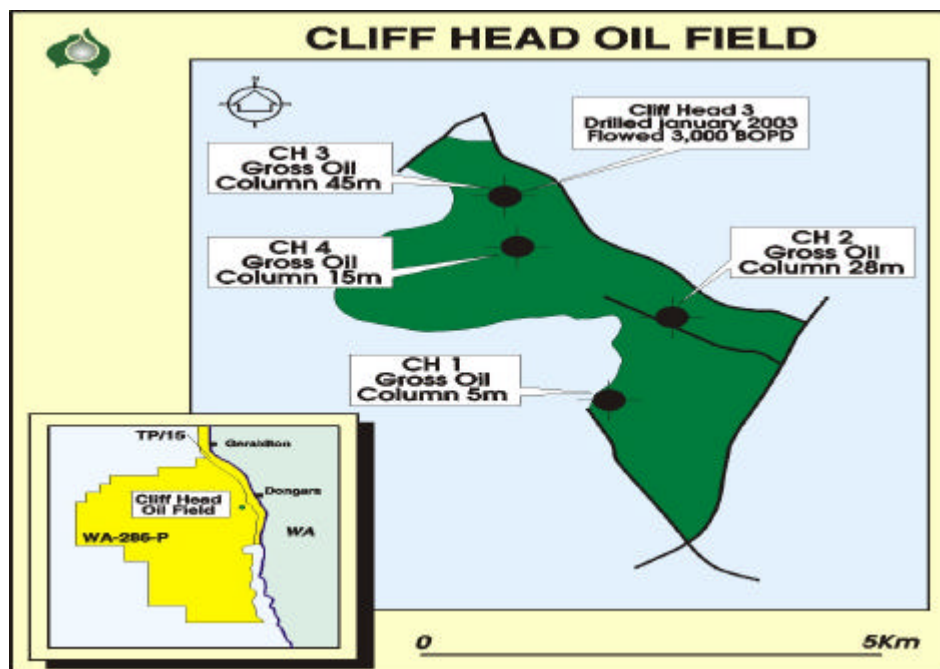 CLIFF HEAD OIL FIELD
N
Cliff Head 3
Drilled january 2003
Flowed 3,000 BOPD
CH 3
Gross Oil
Column 45m
CH 4
Gross Oil
Column 15m
CH 2
Gross Oil
Column 28m
CH 1
Gross Oil
Column 5m
TP/15
Geraldton
Dongara
Cliff Head
Oil Field
WA
WA-286-P
0
5Km